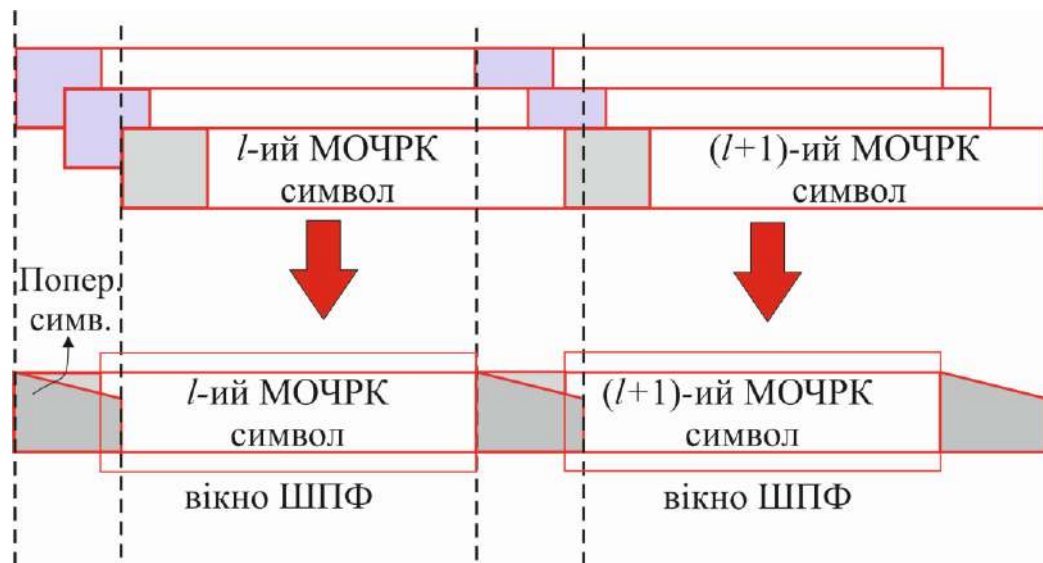 l-ий МОЧРК
символ
(l+1)-ий МОЧРК
символ
Попер.
симв.
l-ий МОЧРК
символ
(l+1)-ий МОЧРК
символ
вікно ШПФ
вікно ШПФ